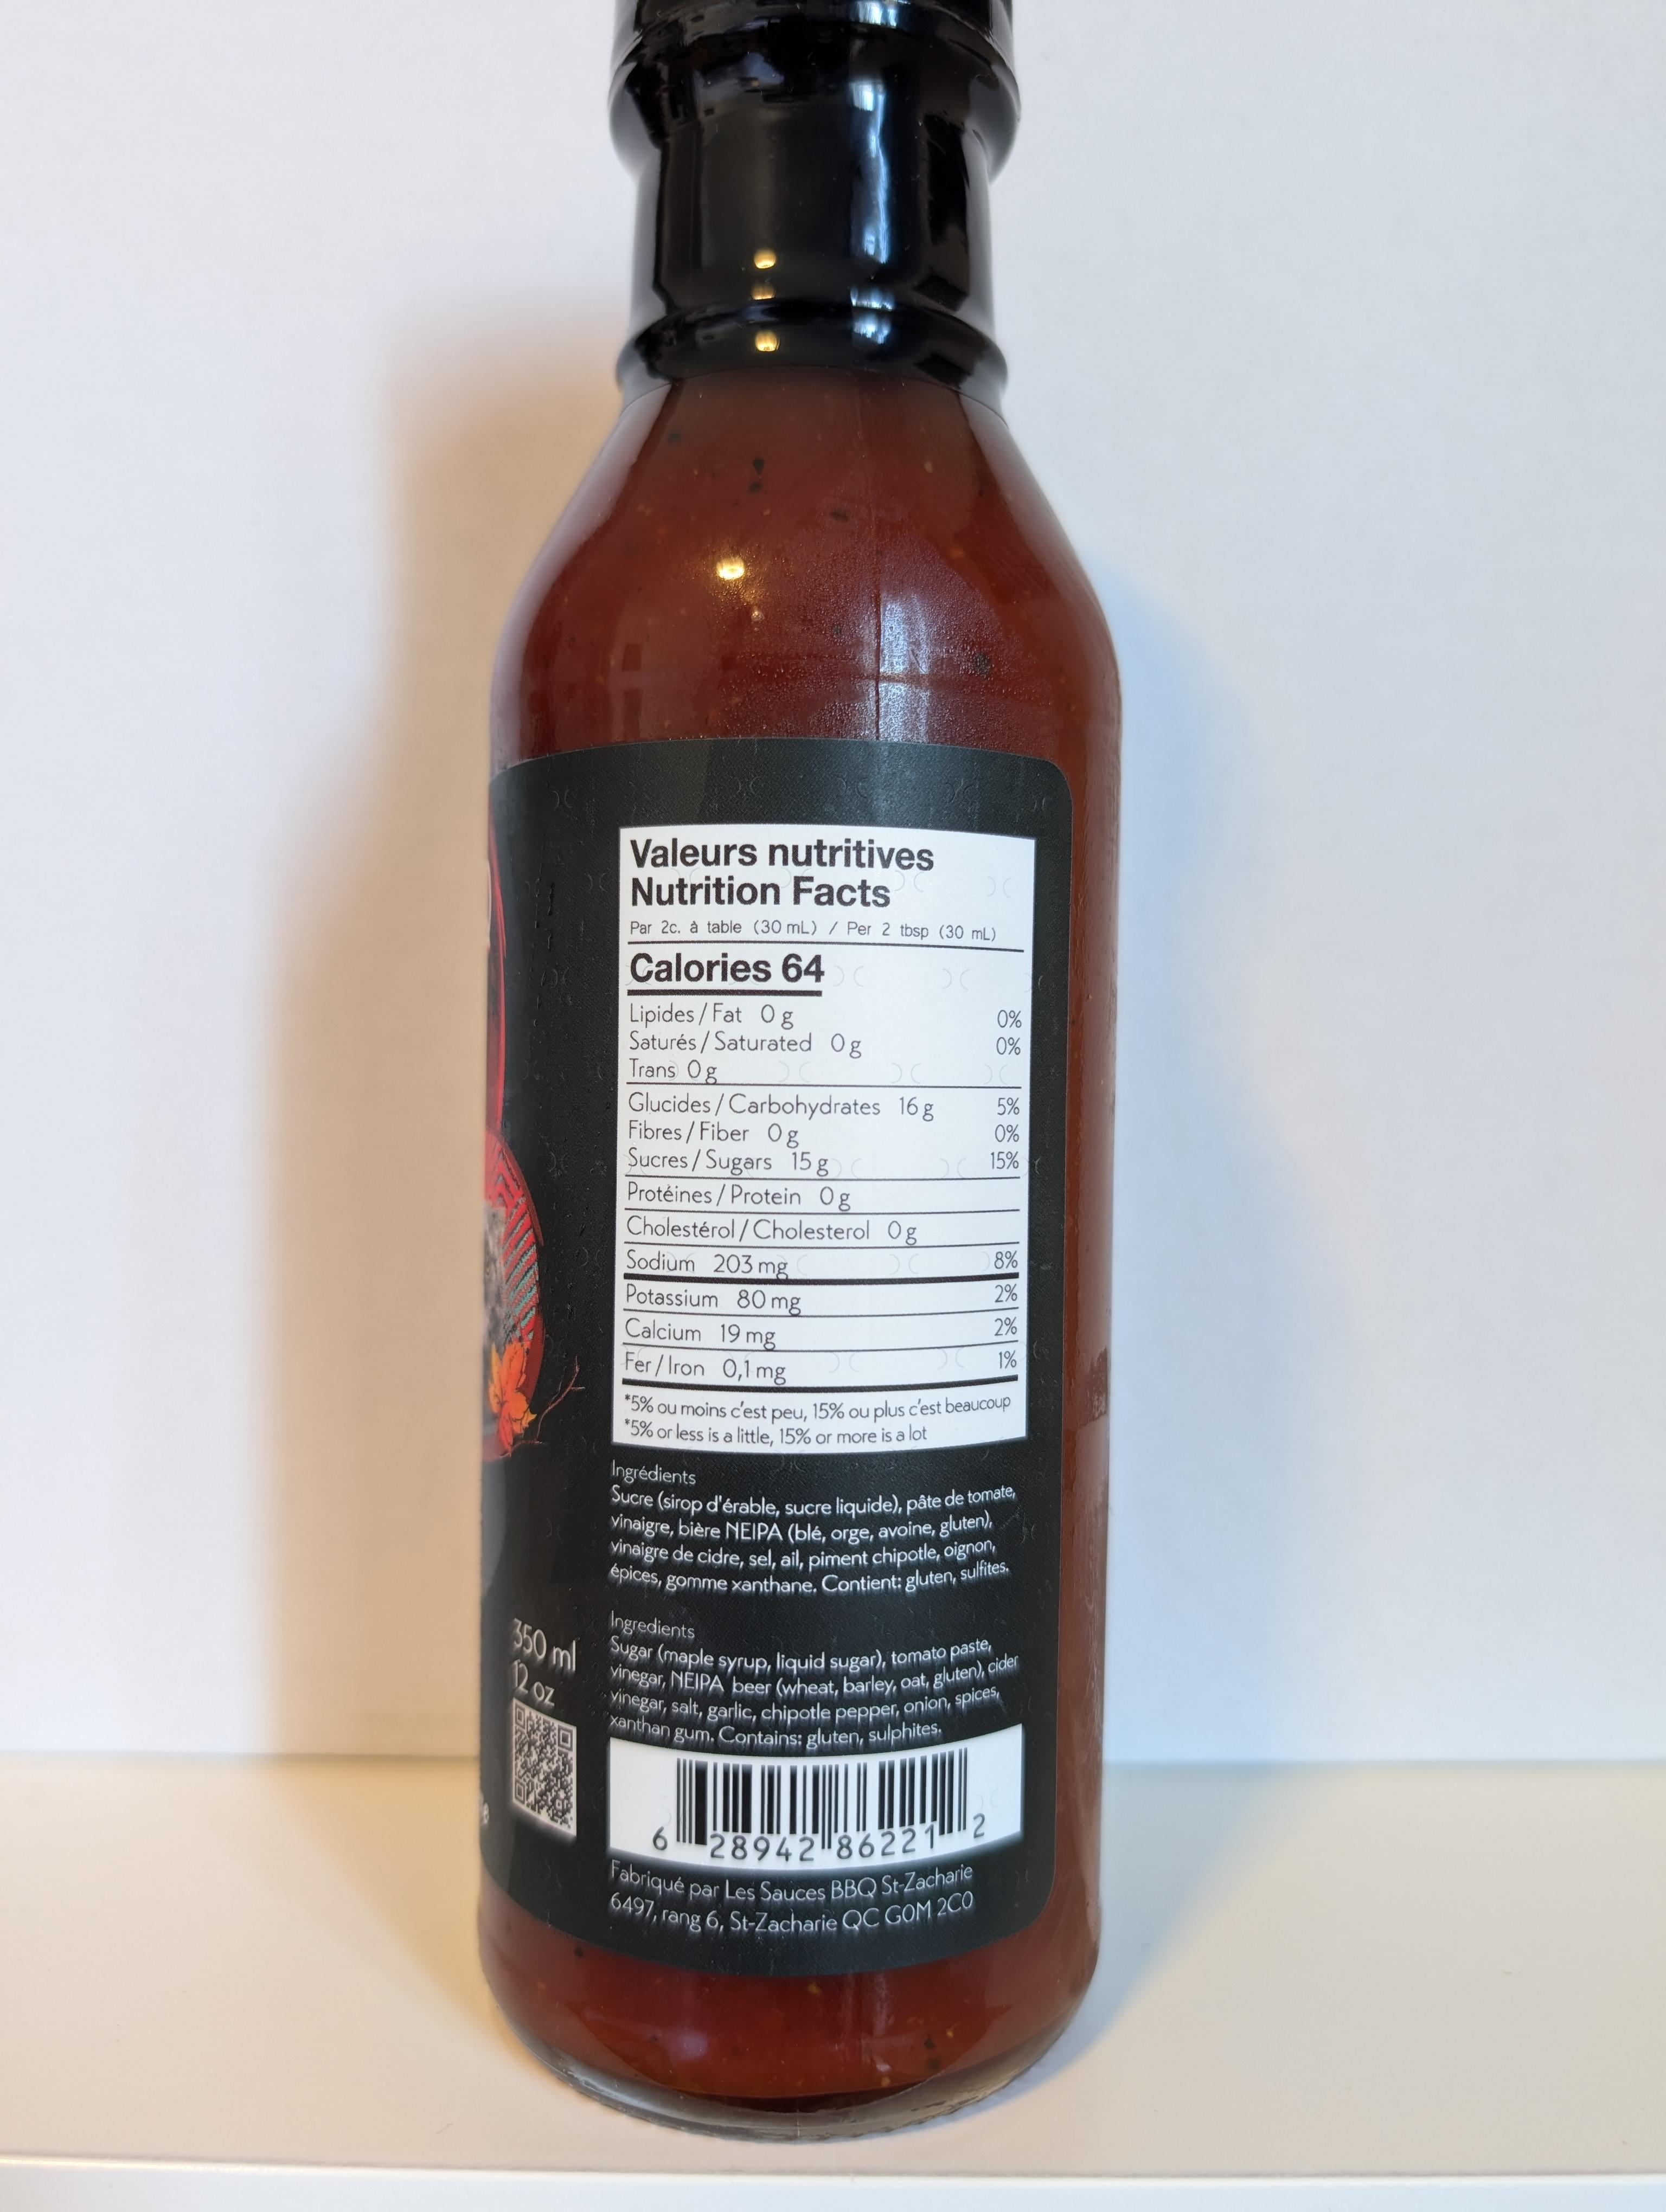 Valeurs nutritives
Nutrition Facts
Par 2c. à table (30 mL) / Per 2 tbsp (30 mL)
Calories 64
Lipides / Fat 0 g 0%
Saturés / Saturated 0 g 0%
Trans 0 g
Glucides / Carbohydrates 16 g 5%
Fibres / Fiber 0 g 0%
Sucres / Sugars 15 g 15%
Protéines / Protein 0 g
Cholestérol / Cholesterol 0 g
Sodium 203 mg 8%
Potassium 80 mg 2%
Calcium 19 mg 2%
Fer / Iron 0,1 mg 1%
*5% ou moins c'est peu, 15% ou plus c'est beaucoup
*5% or less is a little, 15% or more is a lot
Ingrédients
Sucre (sirop d'érable, sucre liquide), pâte de tomate,
vinaigre, bière NEIPA (blé, orge, avoine, gluten),
vinaigre de cidre, sel, ail, piment chipotle, oignon,
épices, gomme xanthane. Contient: gluten, sulfites.
Ingredients
Sugar (maple syrup, liquid sugar), tomato paste,
vinegar, NEIPA beer (wheat, barley, oat, gluten), cider
vinegar, salt, garlic, chipotle pepper, onion, spices,
xanthan gum. Contains: gluten, sulphites.
350 ml
12 oz
6 28942 86221 2
Fabriqué par Les Sauces BBQ St-Zacharie
6497, rang 6, St-Zacharie QC G0M 2C0